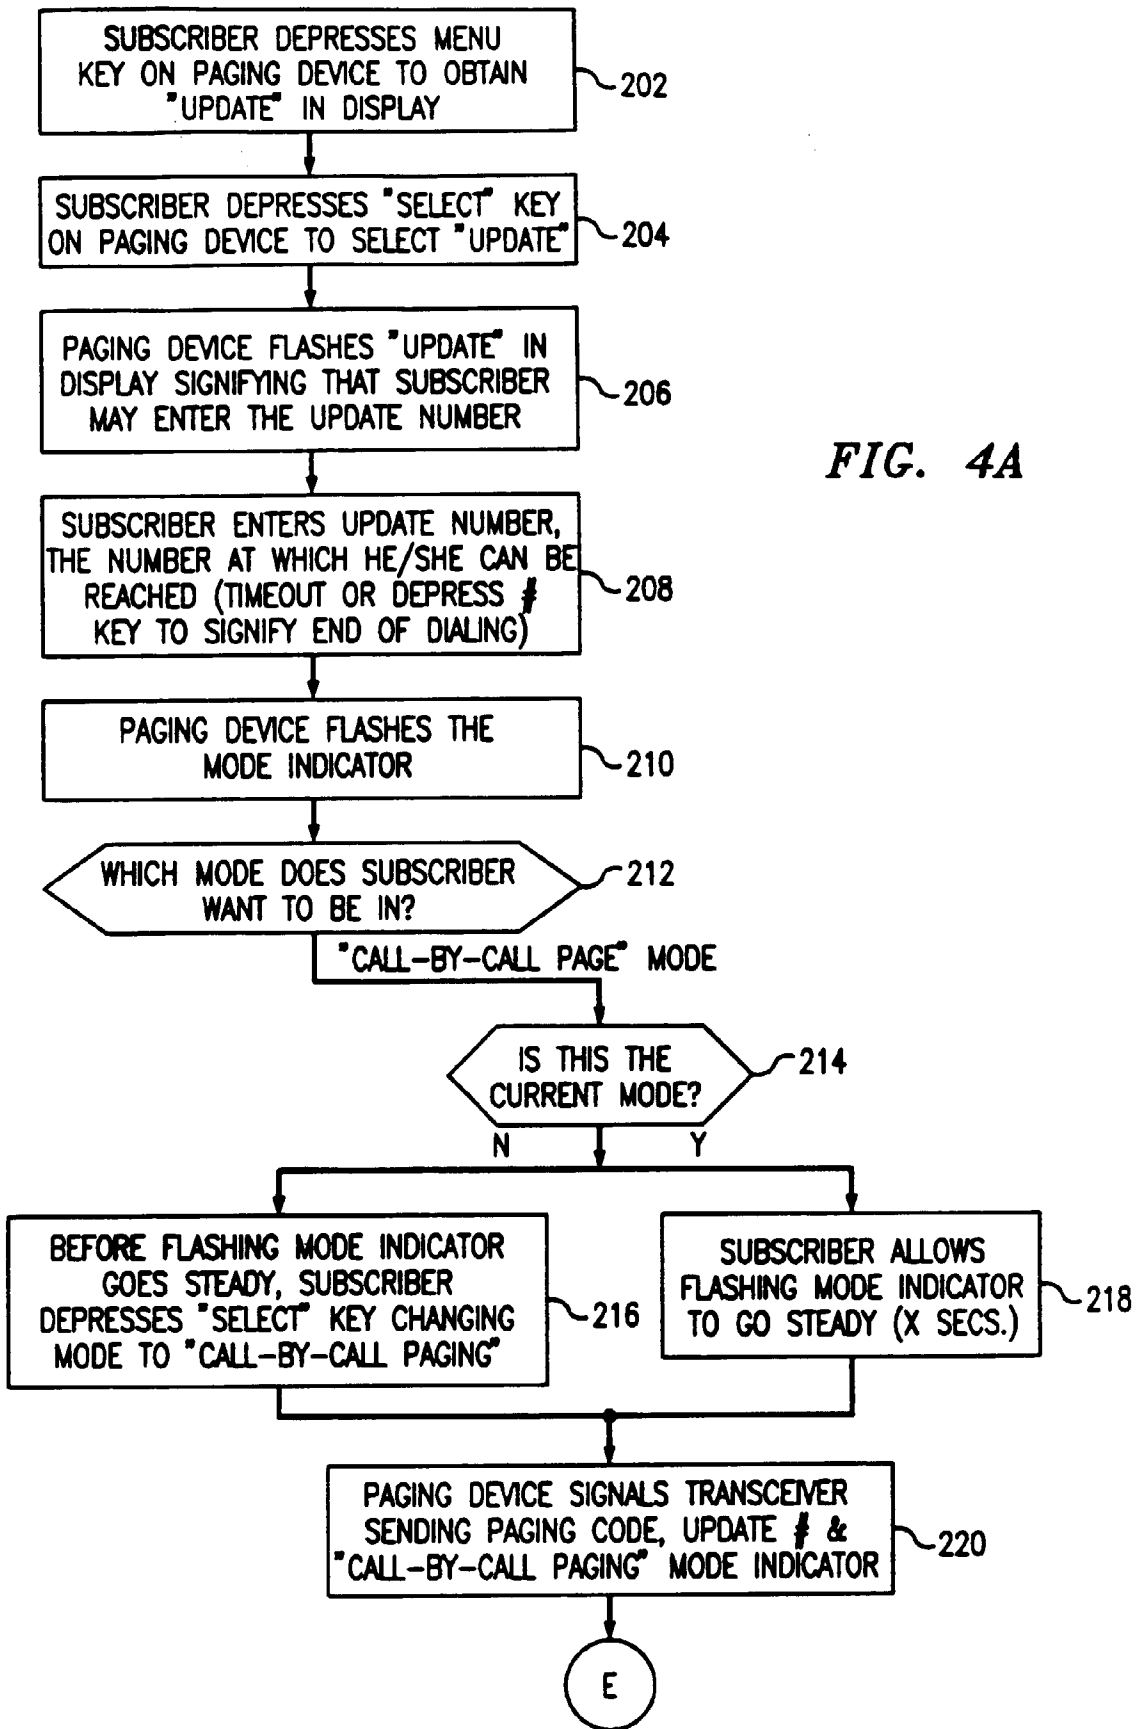 SUBSCRIBER DEPRESSES MENU
KEY ON PAGING DEVICE TO OBTAIN
"UPDATE" IN DISPLAY
202
SUBSCRIBER DEPRESSES "SELECT" KEY
ON PAGING DEVICE TO SELECT "UPDATE"
204
PAGING DEVICE FLASHES "UPDATE" IN
DISPLAY SIGNIFYING THAT SUBSCRIBER
MAY ENTER THE UPDATE NUMBER
206
FIG. 4A
SUBSCRIBER ENTERS UPDATE NUMBER,
THE NUMBER AT WHICH HE/SHE CAN BE
REACHED (TIMEOUT OR DEPRESS #
KEY TO SIGNIFY END OF DIALING)
208
PAGING DEVICE FLASHES THE
MODE INDICATOR
210
WHICH MODE DOES SUBSCRIBER
WANT TO BE IN?
212
"CALL-BY-CALL PAGE" MODE
IS THIS THE
CURRENT MODE?
214
N
Y
BEFORE FLASHING MODE INDICATOR
GOES STEADY, SUBSCRIBER
DEPRESSES "SELECT" KEY CHANGING
MODE TO "CALL-BY-CALL PAGING"
216
SUBSCRIBER ALLOWS
FLASHING MODE INDICATOR
TO GO STEADY (X SECS.)
218
PAGING DEVICE SIGNALS TRANSCEIVER
SENDING PAGING CODE, UPDATE # &
"CALL-BY-CALL PAGING" MODE INDICATOR
220
E